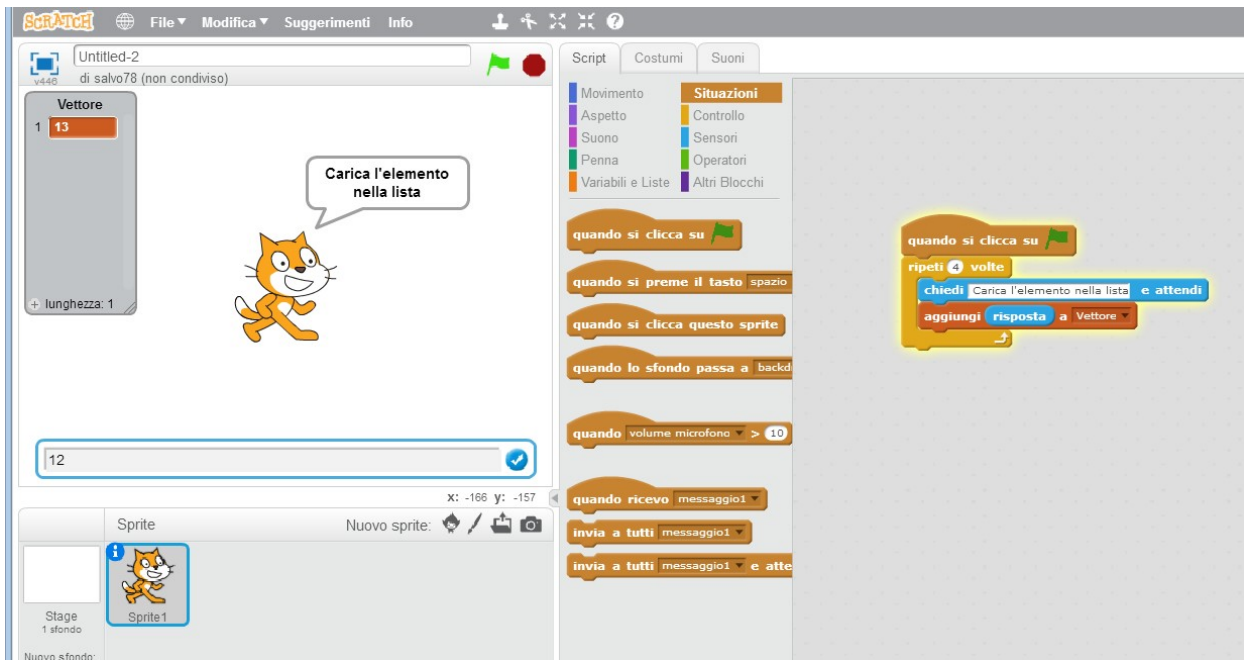 SCRATCH File Modifica Suggerimenti Info
Untitled-2
v446 di salvo78 (non condiviso)
Vettore
1 13
+ lunghezza: 1
Carica l'elemento
nella lista
12
x: -166 y: -157
Sprite Nuovo sprite:
Stage
1 sfondo
Sprite1
Nuovo sfondo:
Script Costumi Suoni
Movimento Situazioni
Aspetto Controllo
Suono Sensori
Penna Operatori
Variabili e Liste Altri Blocchi
quando si clicca su
quando si preme il tasto spazio
quando si clicca questo sprite
quando lo sfondo passa a backd
quando volume microfono > 10
quando ricevo messaggio1
invia a tutti messaggio1
invia a tutti messaggio1 e atte
quando si clicca su
ripeti 4 volte
chiedi Carica l'elemento nella lista e attendi
aggiungi risposta a Vettore